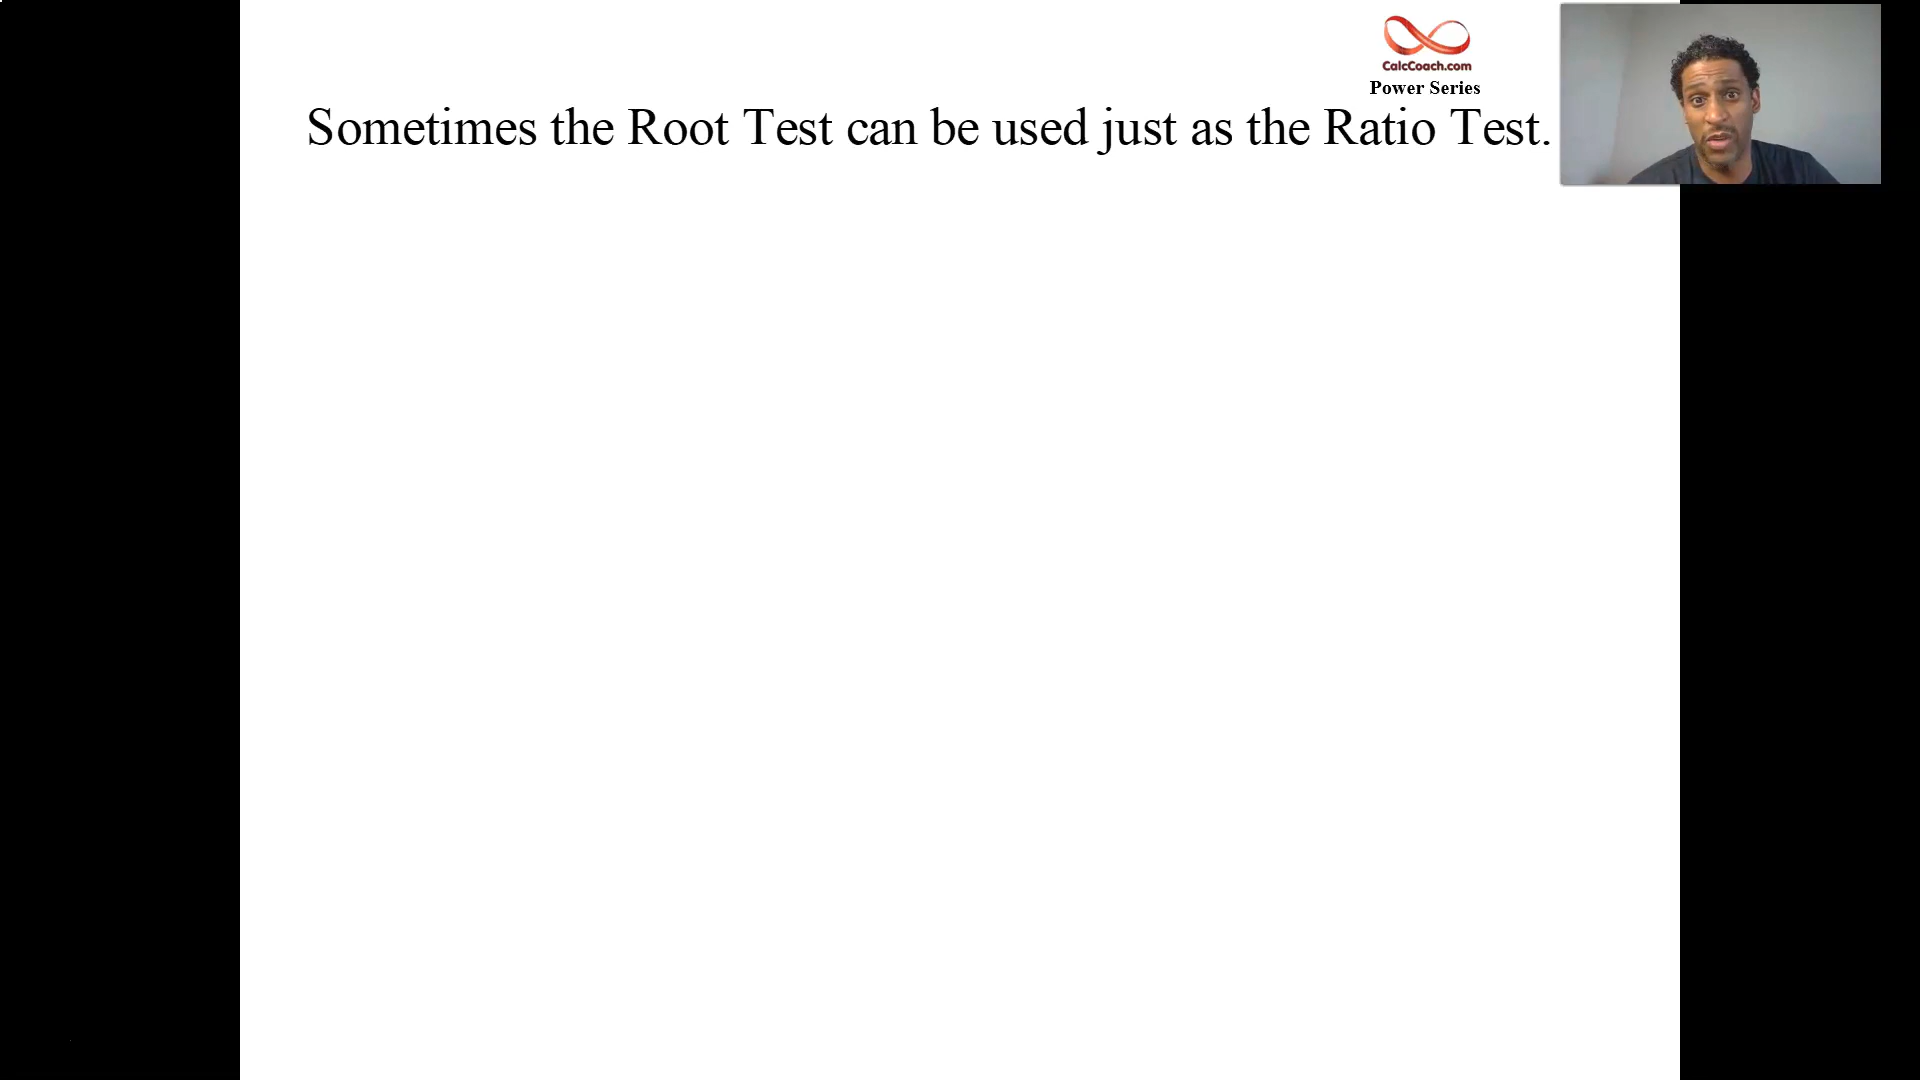 CalcCoach.com
Power Series
Sometimes the Root Test can be used just as the Ratio Test.